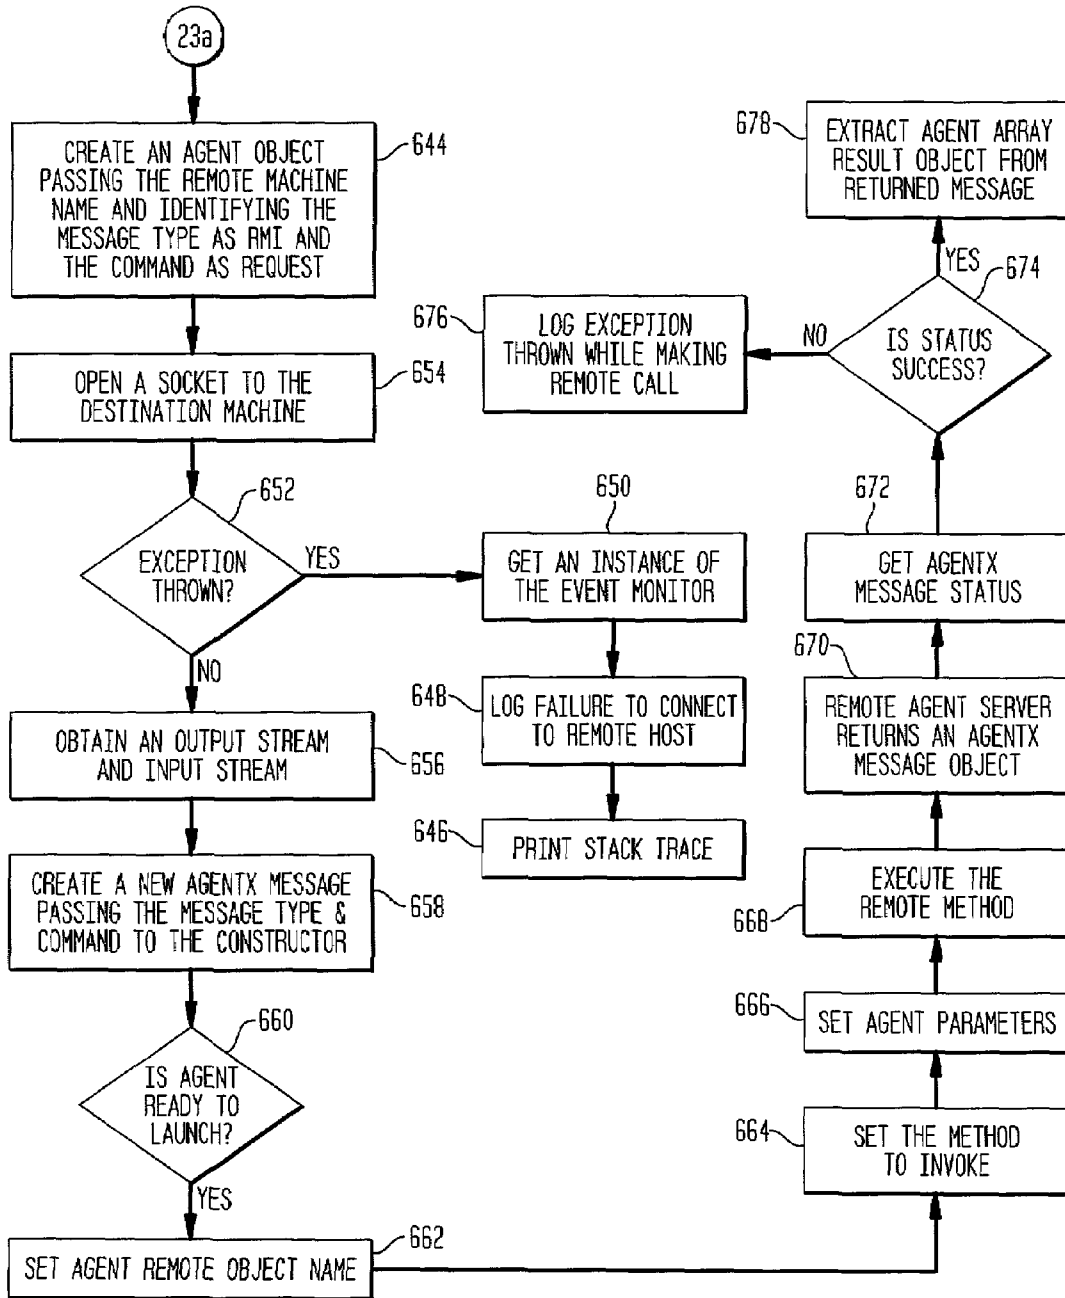 23a
CREATE AN AGENT OBJECT
PASSING THE REMOTE MACHINE
NAME AND IDENTIFYING THE
MESSAGE TYPE AS RMI AND
THE COMMAND AS REQUEST
644
OPEN A SOCKET TO THE
DESTINATION MACHINE
654
EXCEPTION
THROWN?
652
YES
NO
OBTAIN AN OUTPUT STREAM
AND INPUT STREAM
656
CREATE A NEW AGENTX MESSAGE
PASSING THE MESSAGE TYPE &
COMMAND TO THE CONSTRUCTOR
658
IS AGENT
READY TO
LAUNCH?
660
YES
SET AGENT REMOTE OBJECT NAME
662
650
GET AN INSTANCE OF
THE EVENT MONITOR
648
LOG FAILURE TO CONNECT
TO REMOTE HOST
646
PRINT STACK TRACE
664
SET THE METHOD
TO INVOKE
666
SET AGENT PARAMETERS
668
EXECUTE THE
REMOTE METHOD
670
REMOTE AGENT SERVER
RETURNS AN AGENTX
MESSAGE OBJECT
672
GET AGENTX
MESSAGE STATUS
674
IS STATUS
SUCCESS?
NO
YES
676
LOG EXCEPTION
THROWN WHILE MAKING
REMOTE CALL
678
EXTRACT AGENT ARRAY
RESULT OBJECT FROM
RETURNED MESSAGE